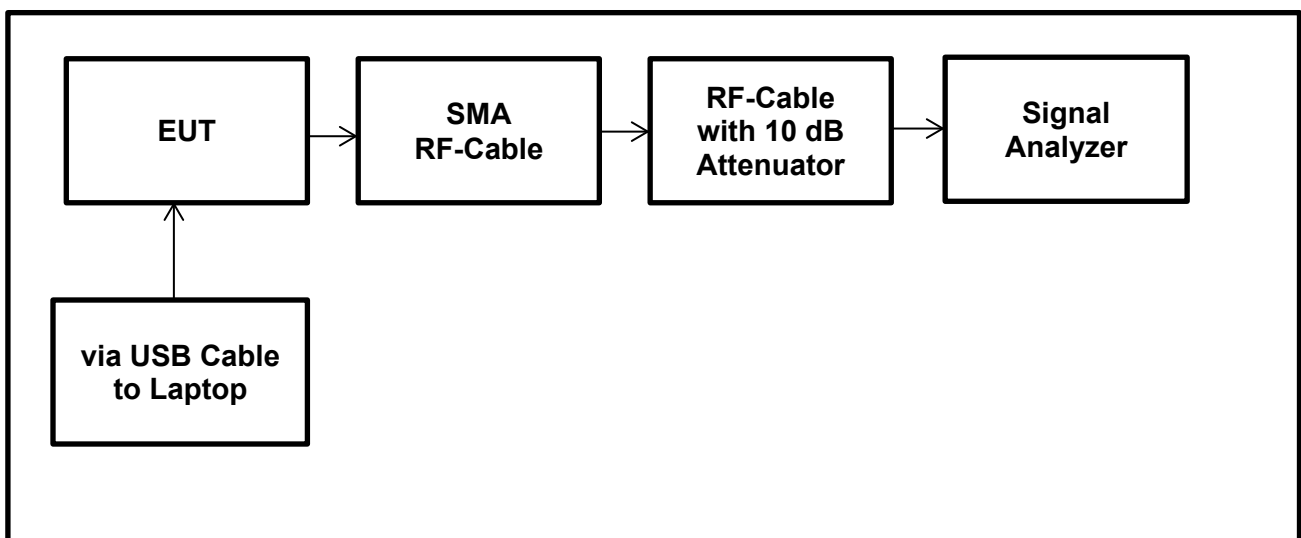 EUT
SMA
RF-Cable
RF-Cable
with 10 dB
Attenuator
Signal
Analyzer
via USB Cable
to Laptop